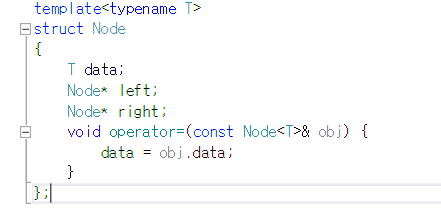 template<typename T>
struct Node
{
    T data;
    Node* left;
    Node* right;
    void operator=(const Node<T>& obj) {
        data = obj.data;
    }
};